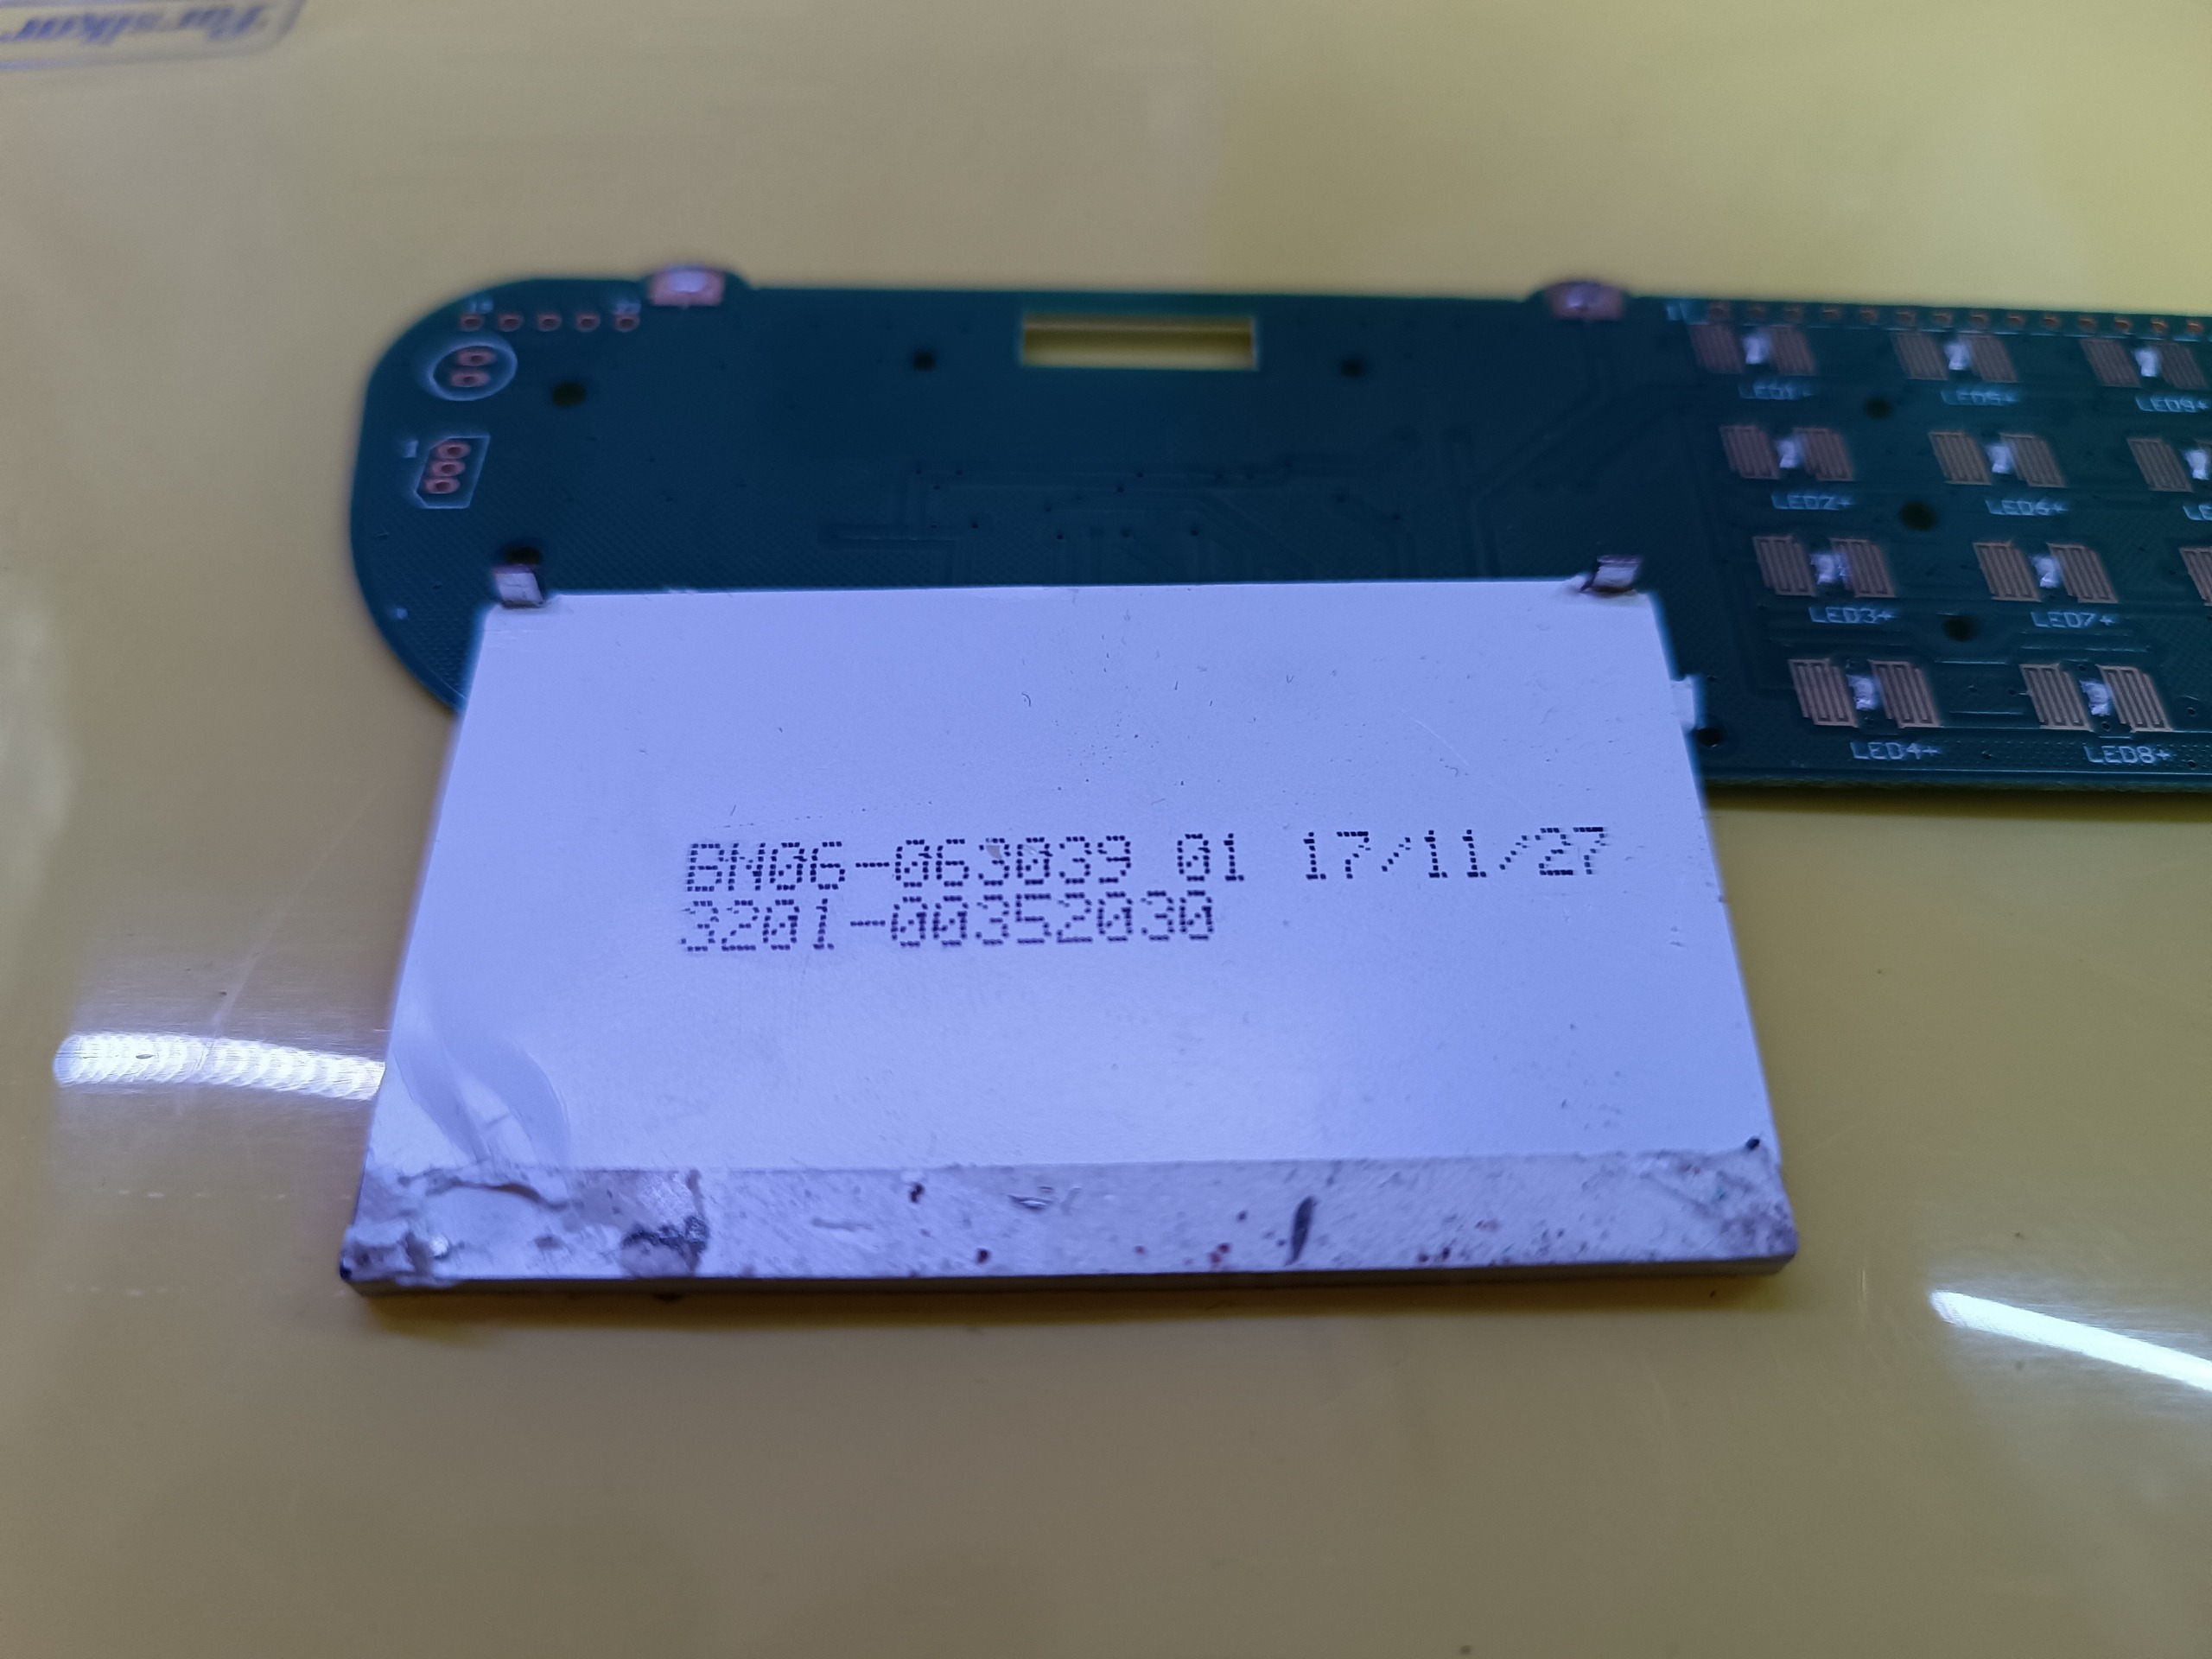 LED1+ LED5+ LED9+
LED2+ LED6+
LED3+ LED7+
LED4+ LED8+
BN06-063039 01 17/11/27
3201-00352030